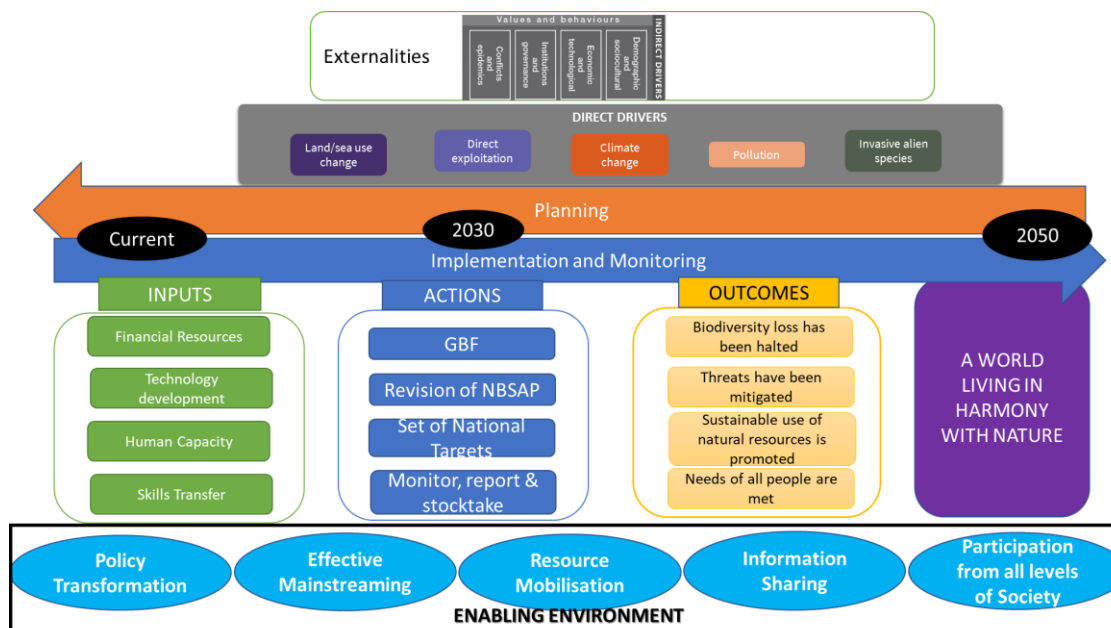 Externalities
Values and behaviours
Conflicts
and
epidemics
Institutions
and
governance
Economic
and
technological
Demographic
and
sociocultural
INDIRECT DRIVERS
DIRECT DRIVERS
Land/sea use
change
Direct
exploitation
Climate
change
Pollution
Invasive alien
species
Planning
Current
2030
2050
Implementation and Monitoring
INPUTS
Financial Resources
Technology
development
Human Capacity
Skills Transfer
ACTIONS
GBF
Revision of NBSAP
Set of National
Targets
Monitor, report &
stocktake
OUTCOMES
Biodiversity loss has
been halted
Threats have been
mitigated
Sustainable use of
natural resources is
promoted
Needs of all people are
met
A WORLD
LIVING IN
HARMONY
WITH NATURE
Policy
Transformation
Effective
Mainstreaming
Resource
Mobilisation
Information
Sharing
Participation
from all levels
of Society
ENABLING ENVIRONMENT